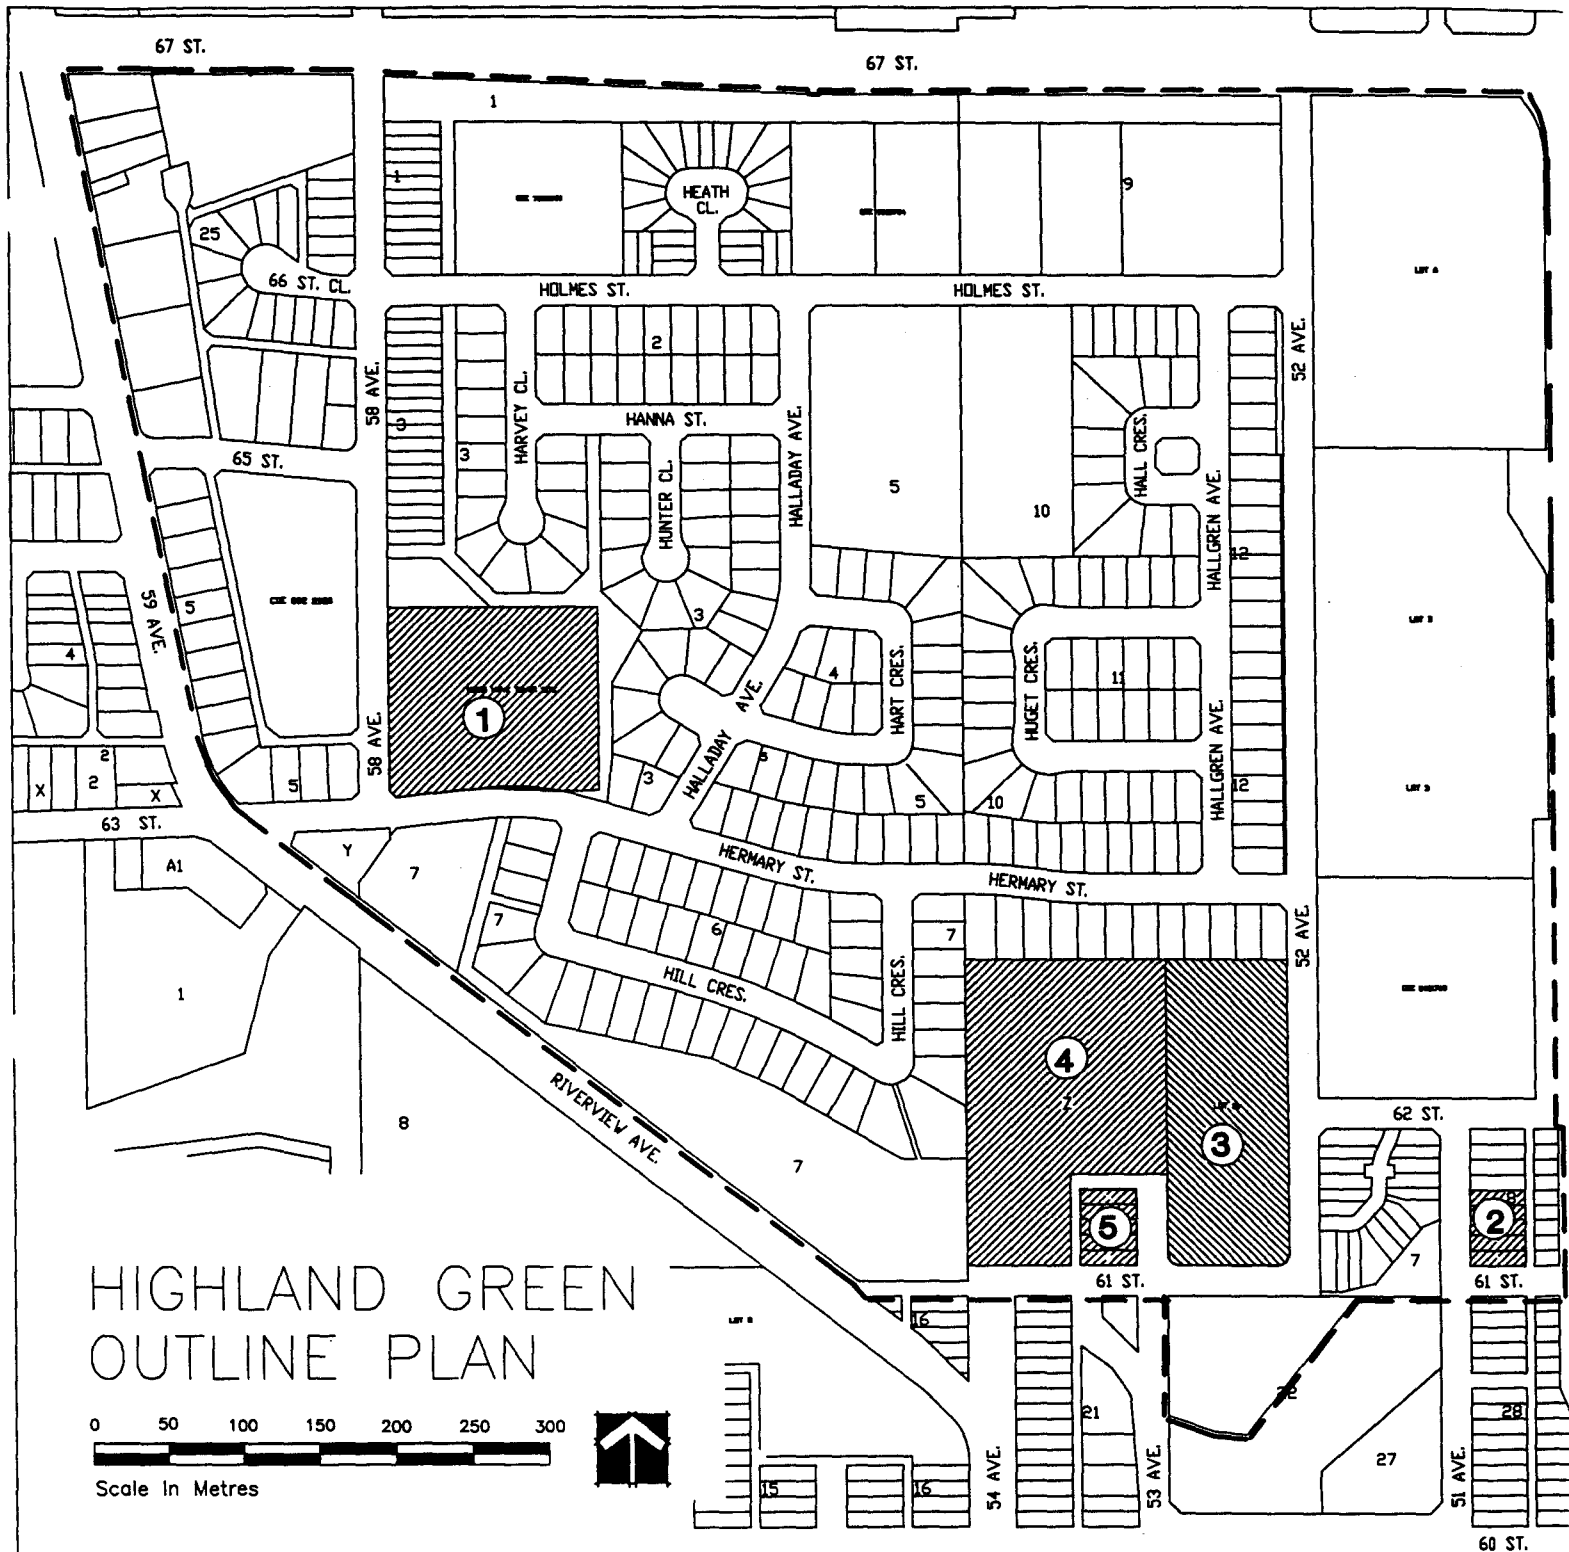 67 ST.
67 ST.
1
1
9
HEATH
CL.
25
66 ST. CL.
HOLMES ST.
HOLMES ST.
LOT A
2
58 AVE.
HARVEY CL.
HANNA ST.
HALLADAY AVE.
52 AVE.
HALL CRES.
3
3
65 ST.
HUNTER CL.
5
10
HALLGREN AVE.
12
59 AVE.
5
3
4
4
HART CRES.
HUGET CRES.
11
1
HALLADAY AVE.
58 AVE.
HALLGREN AVE.
2
2
X
X
5
3
5
5
10
12
63 ST.
A1
Y
7
HERMARY ST.
HERMARY ST.
7
6
7
52 AVE.
HILL CRES.
HILL CRES.
1
4
3
RIVERVIEW AVE.
8
7
62 ST.
5
2
8
7
61 ST.
61 ST.
HIGHLAND GREEN
OUTLINE PLAN
16
0 50 100 150 200 250 300
Scale In Metres
21
28
27
15
16
54 AVE.
53 AVE.
51 AVE.
60 ST.